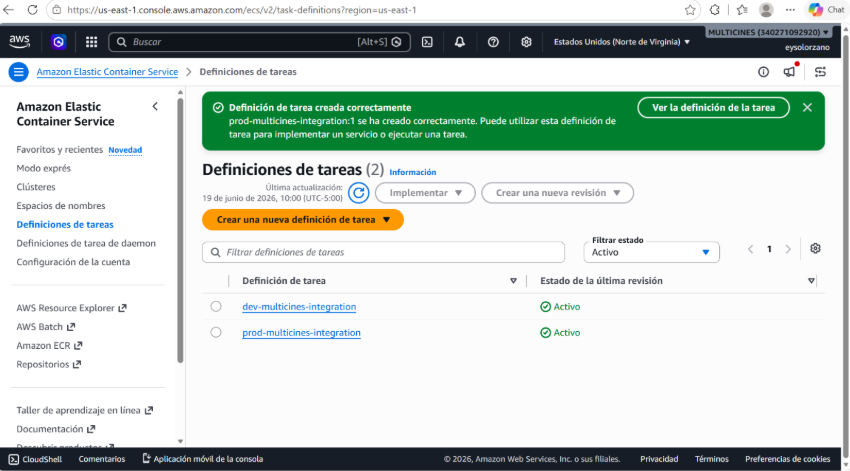 https://us-east-1.console.aws.amazon.com/ecs/v2/task-definitions?region=us-east-1
Chat
aws
Buscar
[Alt+S]
Estados Unidos (Norte de Virginia)
MULTICINES (340271092920)
eysolorzano
Amazon Elastic Container Service
Definiciones de tareas
Amazon Elastic
Container Service
Favoritos y recientes Novedad
Modo exprés
Clústeres
Espacios de nombres
Definiciones de tareas
Definiciones de tarea de daemon
Configuración de la cuenta
AWS Resource Explorer
AWS Batch
Amazon ECR
Repositorios
Taller de aprendizaje en línea
Documentación
Definición de tarea creada correctamente
prod-multicines-integration:1 se ha creado correctamente. Puede utilizar esta definición de
tarea para implementar un servicio o ejecutar una tarea.
Ver la definición de la tarea
Definiciones de tareas (2) Información
Última actualización:
19 de junio de 2026, 10:00 (UTC-5:00)
Implementar
Crear una nueva revisión
Crear una nueva definición de tarea
Filtrar definiciones de tareas
Filtrar estado
Activo
1
Definición de tarea
Estado de la última revisión
dev-multicines-integration
Activo
prod-multicines-integration
Activo
CloudShell
Comentarios
Aplicación móvil de la consola
© 2026, Amazon Web Services, Inc. o sus filiales.
Privacidad
Términos
Preferencias de cookies